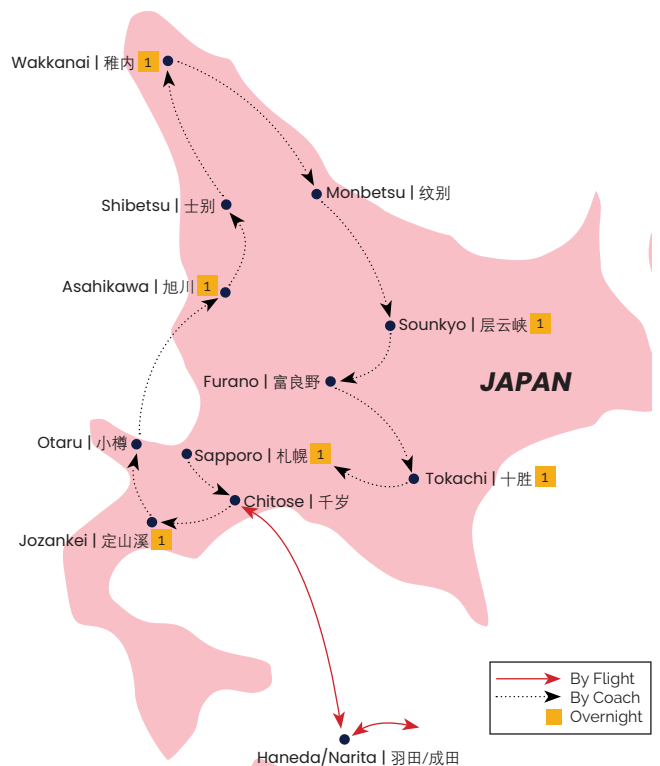 Wakkanai | 稚内 1
Monbetsu | 纹别
Shibetsu | 士别
Asahikawa | 旭川 1
Sounkyo | 层云峡 1
Furano | 富良野
JAPAN
Otaru | 小樽
Sapporo | 札幌 1
Tokachi | 十胜 1
Chitose | 千岁
Jozankei | 定山溪 1
By Flight
By Coach
Overnight
Haneda/Narita | 羽田/成田